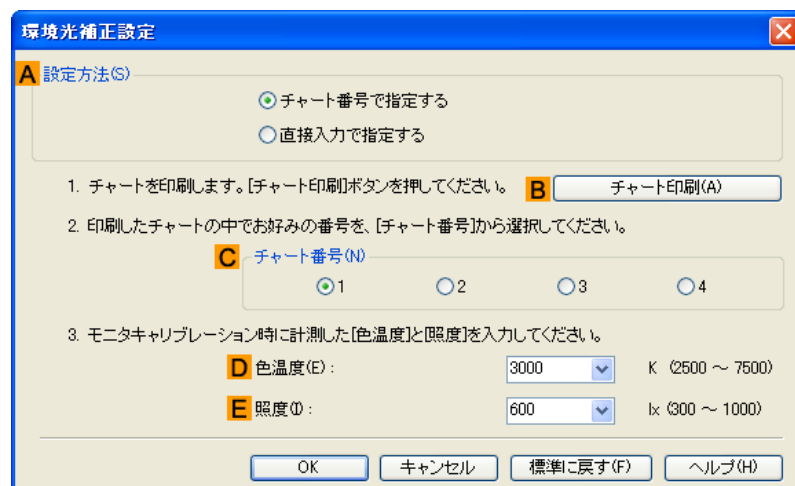 環境光補正設定
A 設定方法(S)
チャート番号で指定する
直接入力で指定する
1. チャートを印刷します。[チャート印刷]ボタンを押してください。 B チャート印刷(A)
2. 印刷したチャートの中でお好みの番号を、[チャート番号]から選択してください。
C チャート番号(N)
1 2 3 4
3. モニタキャリブレーション時に計測した[色温度]と[照度]を入力してください。
D 色温度(E) : 3000 K (2500 ～ 7500)
E 照度(I) : 600 lx (300 ～ 1000)
OK キャンセル 標準に戻す(F) ヘルプ(H)